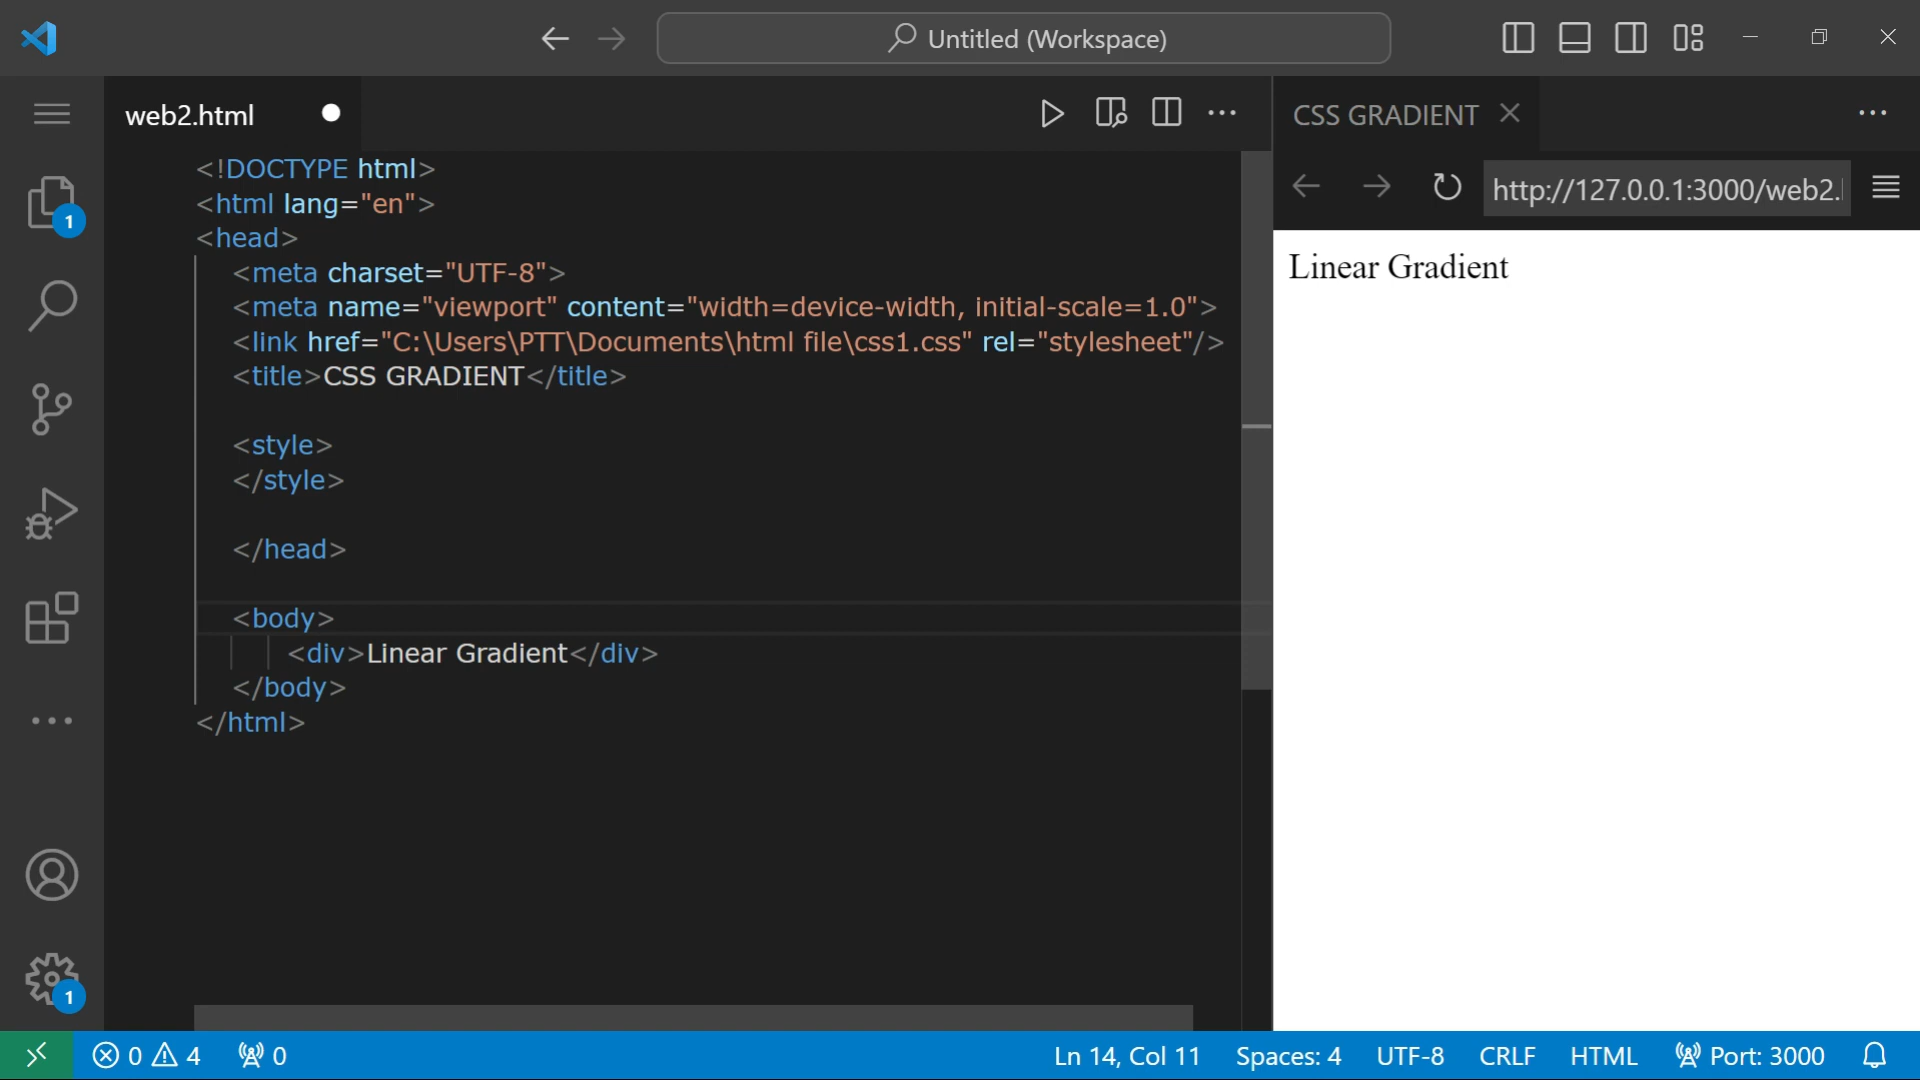 Untitled (Workspace)
web2.html
CSS GRADIENT
http://127.0.0.1:3000/web2.
<!DOCTYPE html>
<html lang="en">
<head>
<meta charset="UTF-8">
<meta name="viewport" content="width=device-width, initial-scale=1.0">
<link href="C:\Users\PTT\Documents\html file\css1.css" rel="stylesheet"/>
<title>CSS GRADIENT</title>
<style>
</style>
</head>
<body>
<div>Linear Gradient</div>
</body>
</html>
Linear Gradient
1
1
0 4 0 Ln 14, Col 11 Spaces: 4 UTF-8 CRLF HTML Port: 3000